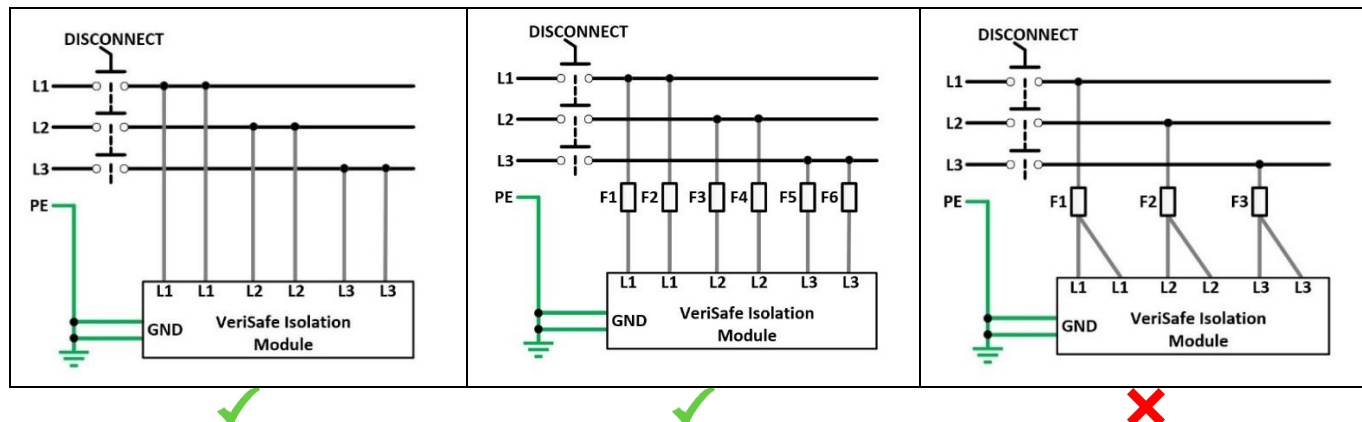 DISCONNECT
L1
L2
L3
PE
L1 L1 L2 L2 L3 L3
GND
VeriSafe Isolation
Module
DISCONNECT
L1
L2
L3
PE
F1 F2 F3 F4 F5 F6
L1 L1 L2 L2 L3 L3
GND
VeriSafe Isolation
Module
DISCONNECT
L1
L2
L3
PE
F1 F2 F3
L1 L1 L2 L2 L3 L3
GND
VeriSafe Isolation
Module